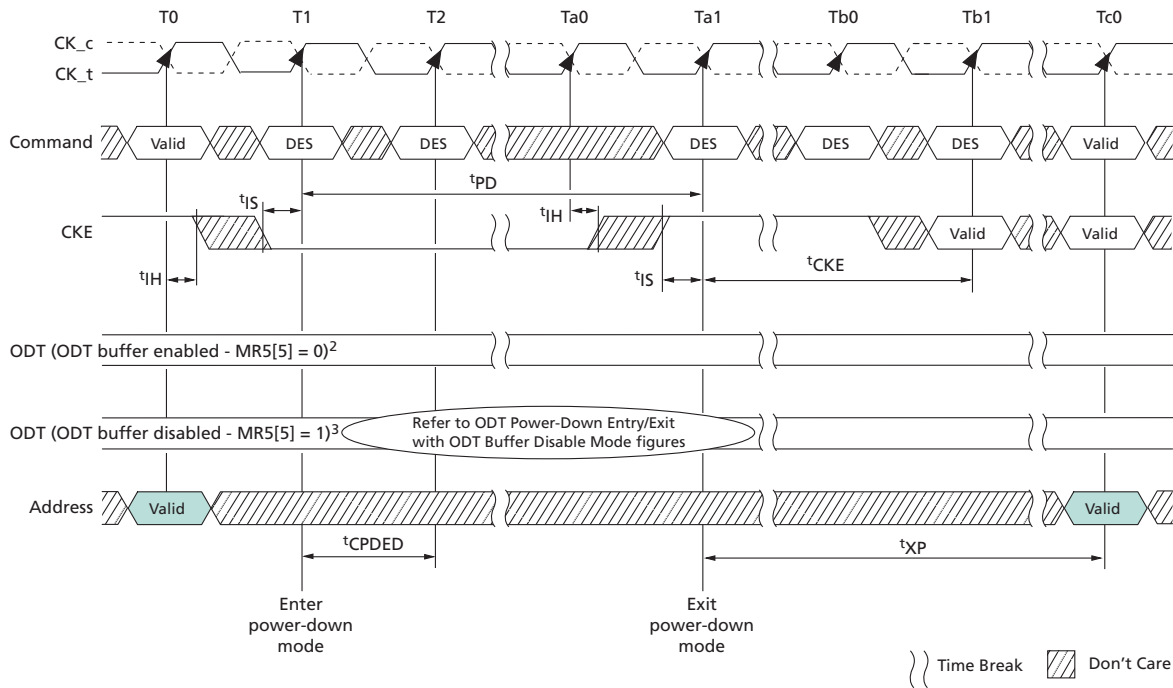 T0 T1 T2 Ta0 Ta1 Tb0 Tb1 Tc0
CK_c
CK_t
Command Valid DES DES DES DES DES Valid
tPD
tIS
tIH
CKE Valid Valid
tIH
tIS
tCKE
ODT (ODT buffer enabled - MR5[5] = 0)2
ODT (ODT buffer disabled - MR5[5] = 1)3
Refer to ODT Power-Down Entry/Exit
with ODT Buffer Disable Mode figures
Address Valid Valid
tCPDED
tXP
Enter
power-down
mode
Exit
power-down
mode
Time Break
Don't Care